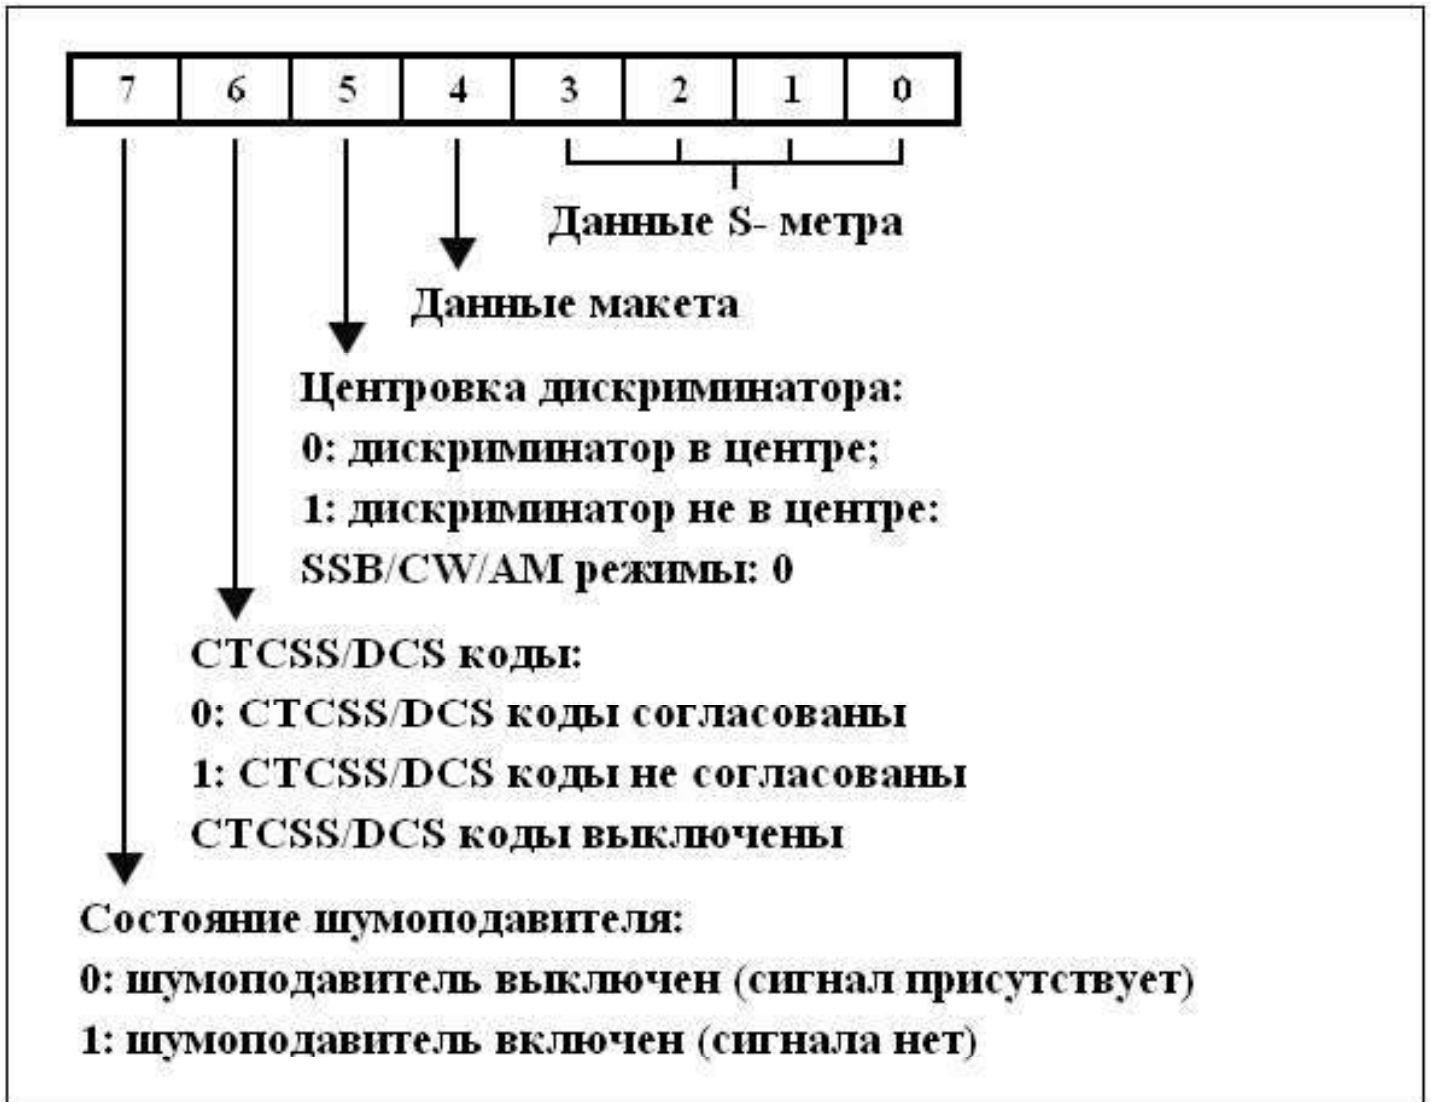 7 6 5 4 3 2 1 0
Данные S- метра
Данные макета
Центровка дискриминатора:
0: дискриминатор в центре;
1: дискриминатор не в центре:
SSB/CW/AM режимы: 0
CTCSS/DCS коды:
0: CTCSS/DCS коды согласованы
1: CTCSS/DCS коды не согласованы
CTCSS/DCS коды выключены
Состояние шумоподавителя:
0: шумоподавитель выключен (сигнал присутствует)
1: шумоподавитель включен (сигнала нет)